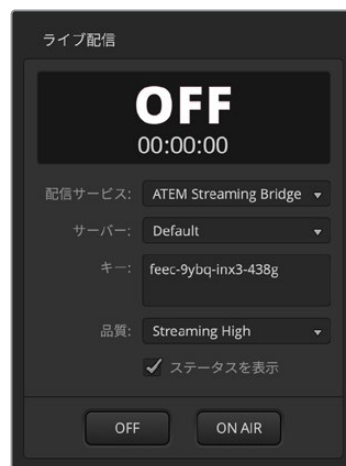 ライブ配信
OFF
00:00:00
配信サービス: ATEM Streaming Bridge
サーバー: Default
キー: feec-9ybq-inx3-438g
品質: Streaming High
ステータスを表示
OFF ON AIR